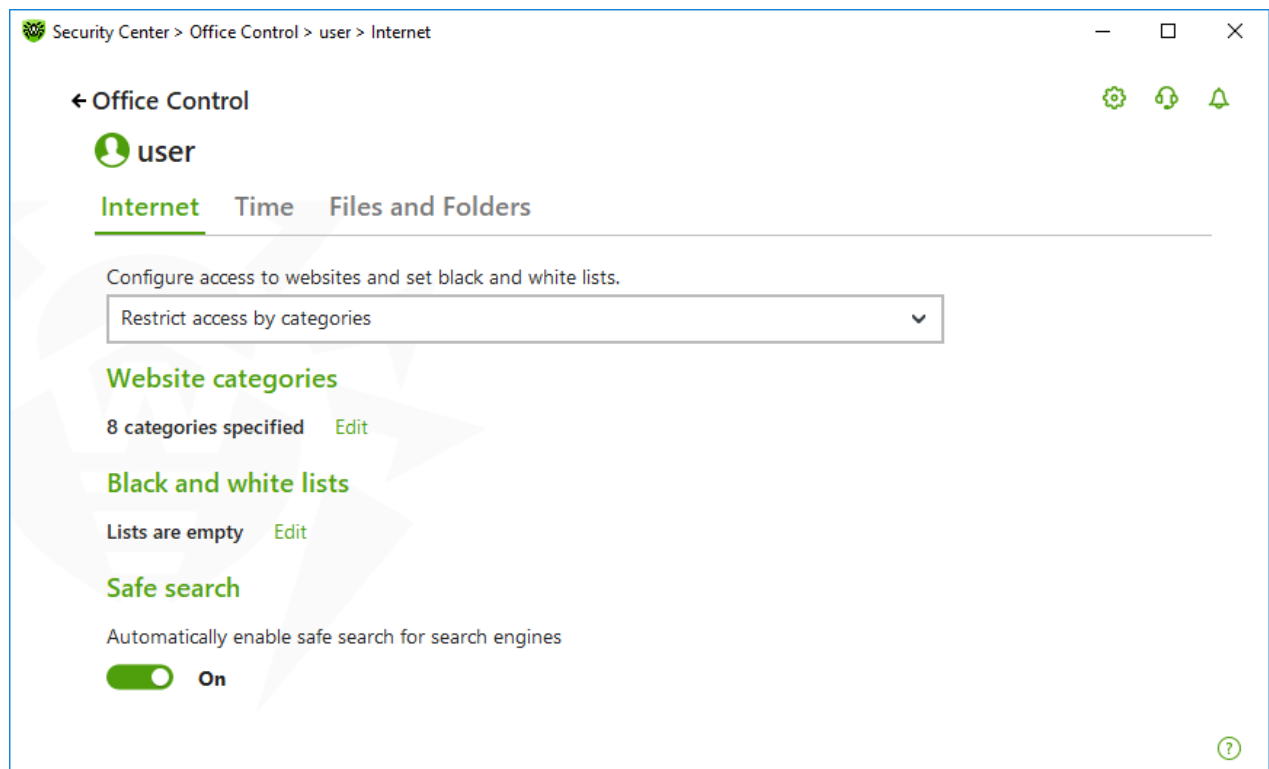 Security Center > Office Control > user > Internet
Office Control
user
Internet Time Files and Folders
Configure access to websites and set black and white lists.
Restrict access by categories
Website categories
8 categories specified Edit
Black and white lists
Lists are empty Edit
Safe search
Automatically enable safe search for search engines
On
?